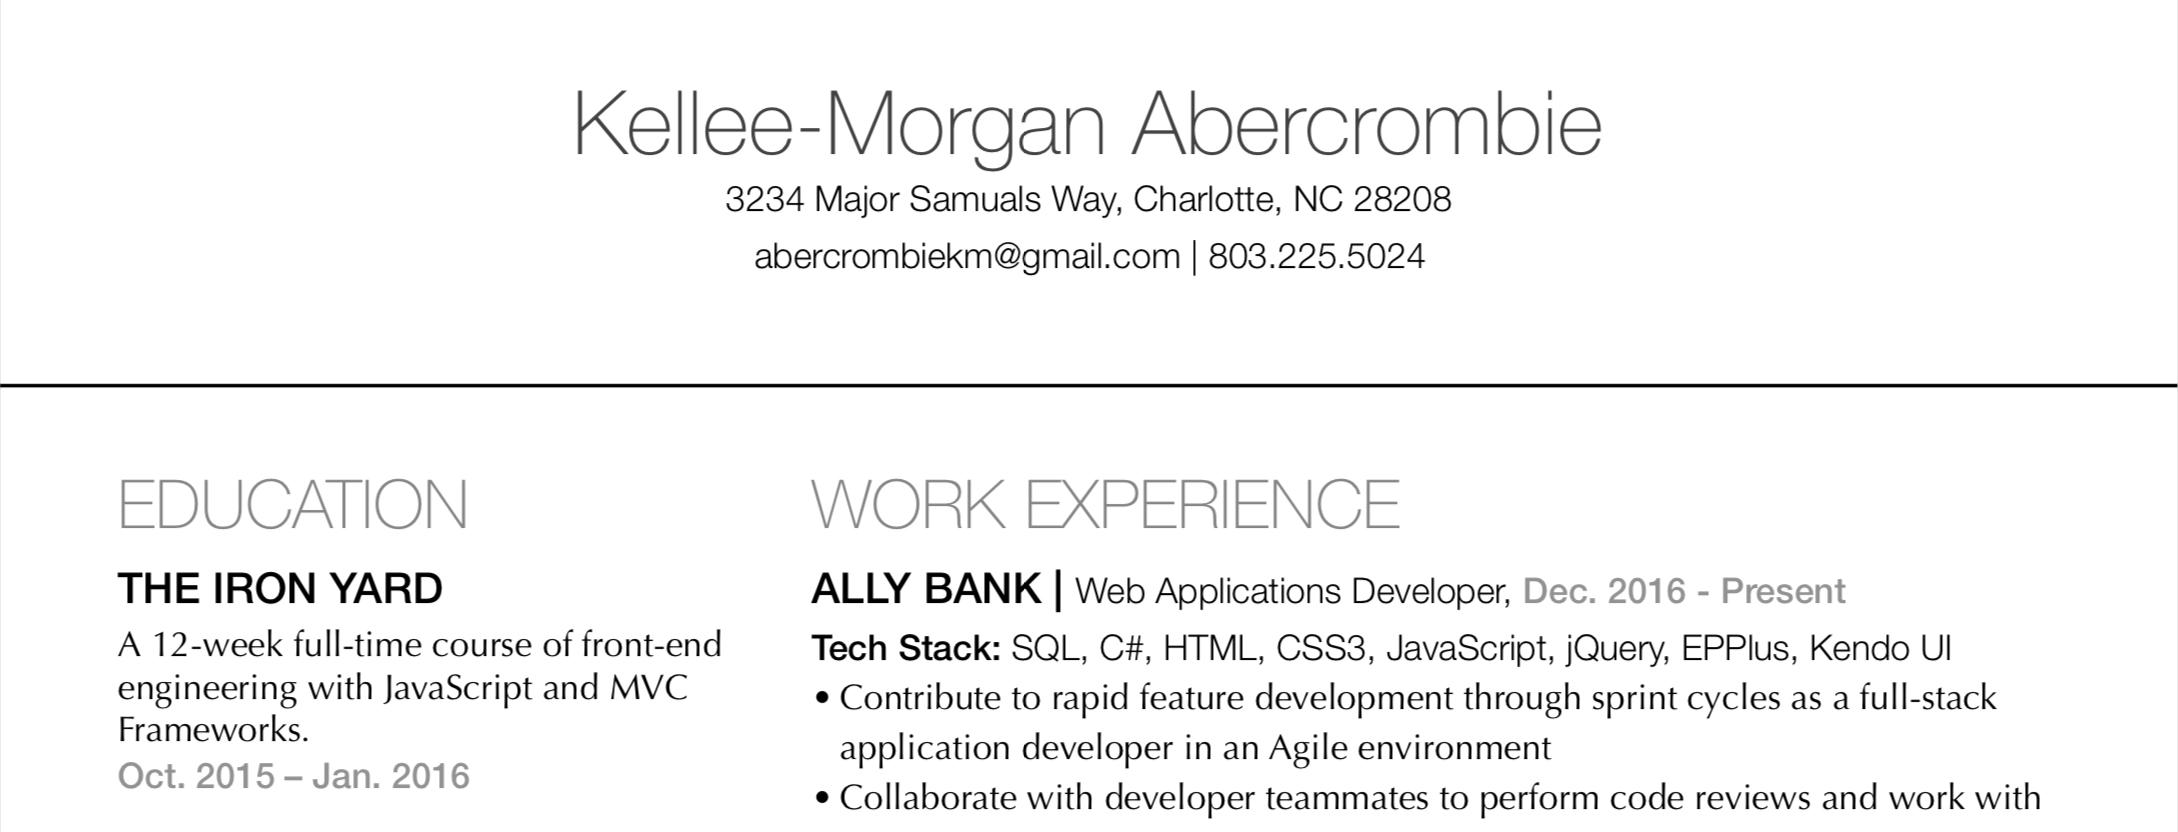 Kellee-Morgan Abercrombie
3234 Major Samuals Way, Charlotte, NC 28208
abercrombiekm@gmail.com | 803.225.5024
EDUCATION
THE IRON YARD
A 12-week full-time course of front-end
engineering with JavaScript and MVC
Frameworks.
Oct. 2015 – Jan. 2016
WORK EXPERIENCE
ALLY BANK | Web Applications Developer, Dec. 2016 - Present
Tech Stack: SQL, C#, HTML, CSS3, JavaScript, jQuery, EPPlus, Kendo UI
• Contribute to rapid feature development through sprint cycles as a full-stack
application developer in an Agile environment
• Collaborate with developer teammates to perform code reviews and work with